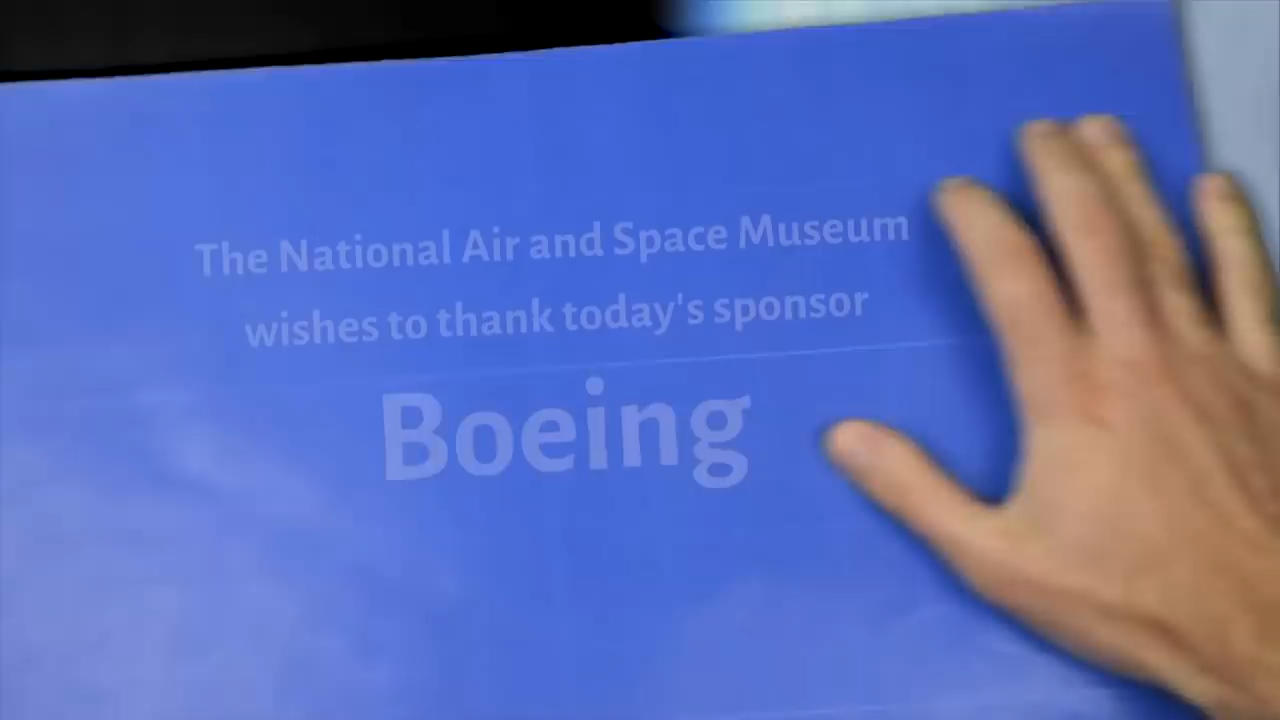 The National Air and Space Museum
wishes to thank today's sponsor
Boeing